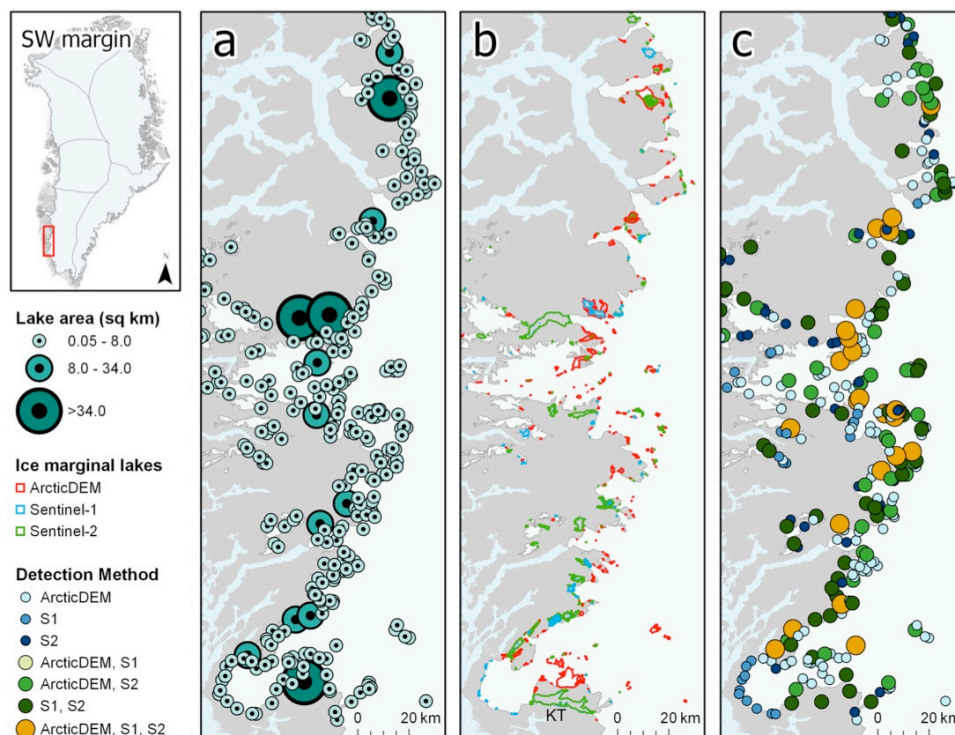 SW margin
N
Lake area (sq km)
0.05 - 8.0
8.0 - 34.0
>34.0
Ice marginal lakes
ArcticDEM
Sentinel-1
Sentinel-2
Detection Method
ArcticDEM
S1
S2
ArcticDEM, S1
ArcticDEM, S2
S1, S2
ArcticDEM, S1, S2
a
0 20 km
b
KT
0 20 km
c
0 20 km